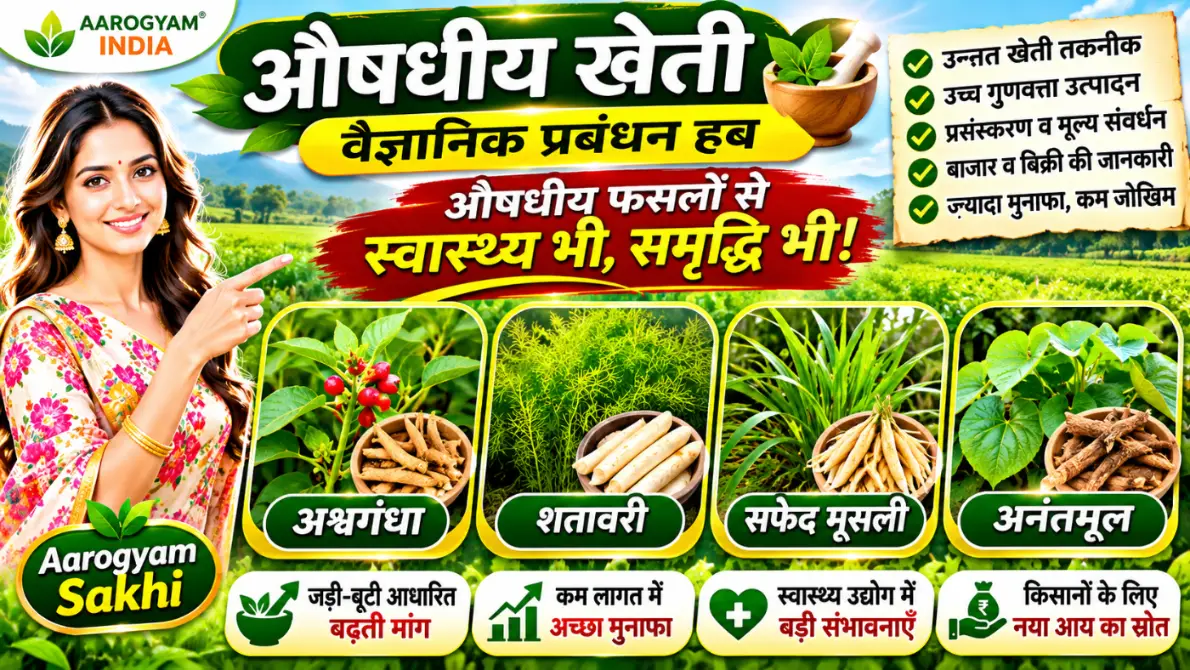 AAROGYAM®
INDIA
औषधीय खेती
वैज्ञानिक प्रबंधन हब
औषधीय फसलों से
स्वास्थ्य भी, समृद्धि भी!
उन्नत खेती तकनीक
उच्च गुणवत्ता उत्पादन
प्रसंस्करण व मूल्य संवर्धन
बाजार व बिक्री की जानकारी
ज़्यादा मुनाफा, कम जोखिम
अश्वगंधा
शतावरी
सफेद मूसली
अनंतमूल
Aarogyam
Sakhi
जड़ी-बूटी आधारित
बढ़ती मांग
कम लागत में
अच्छा मुनाफा
स्वास्थ्य उद्योग में
बड़ी संभावनाएँ
₹
किसानों के लिए
नया आय का स्रोत